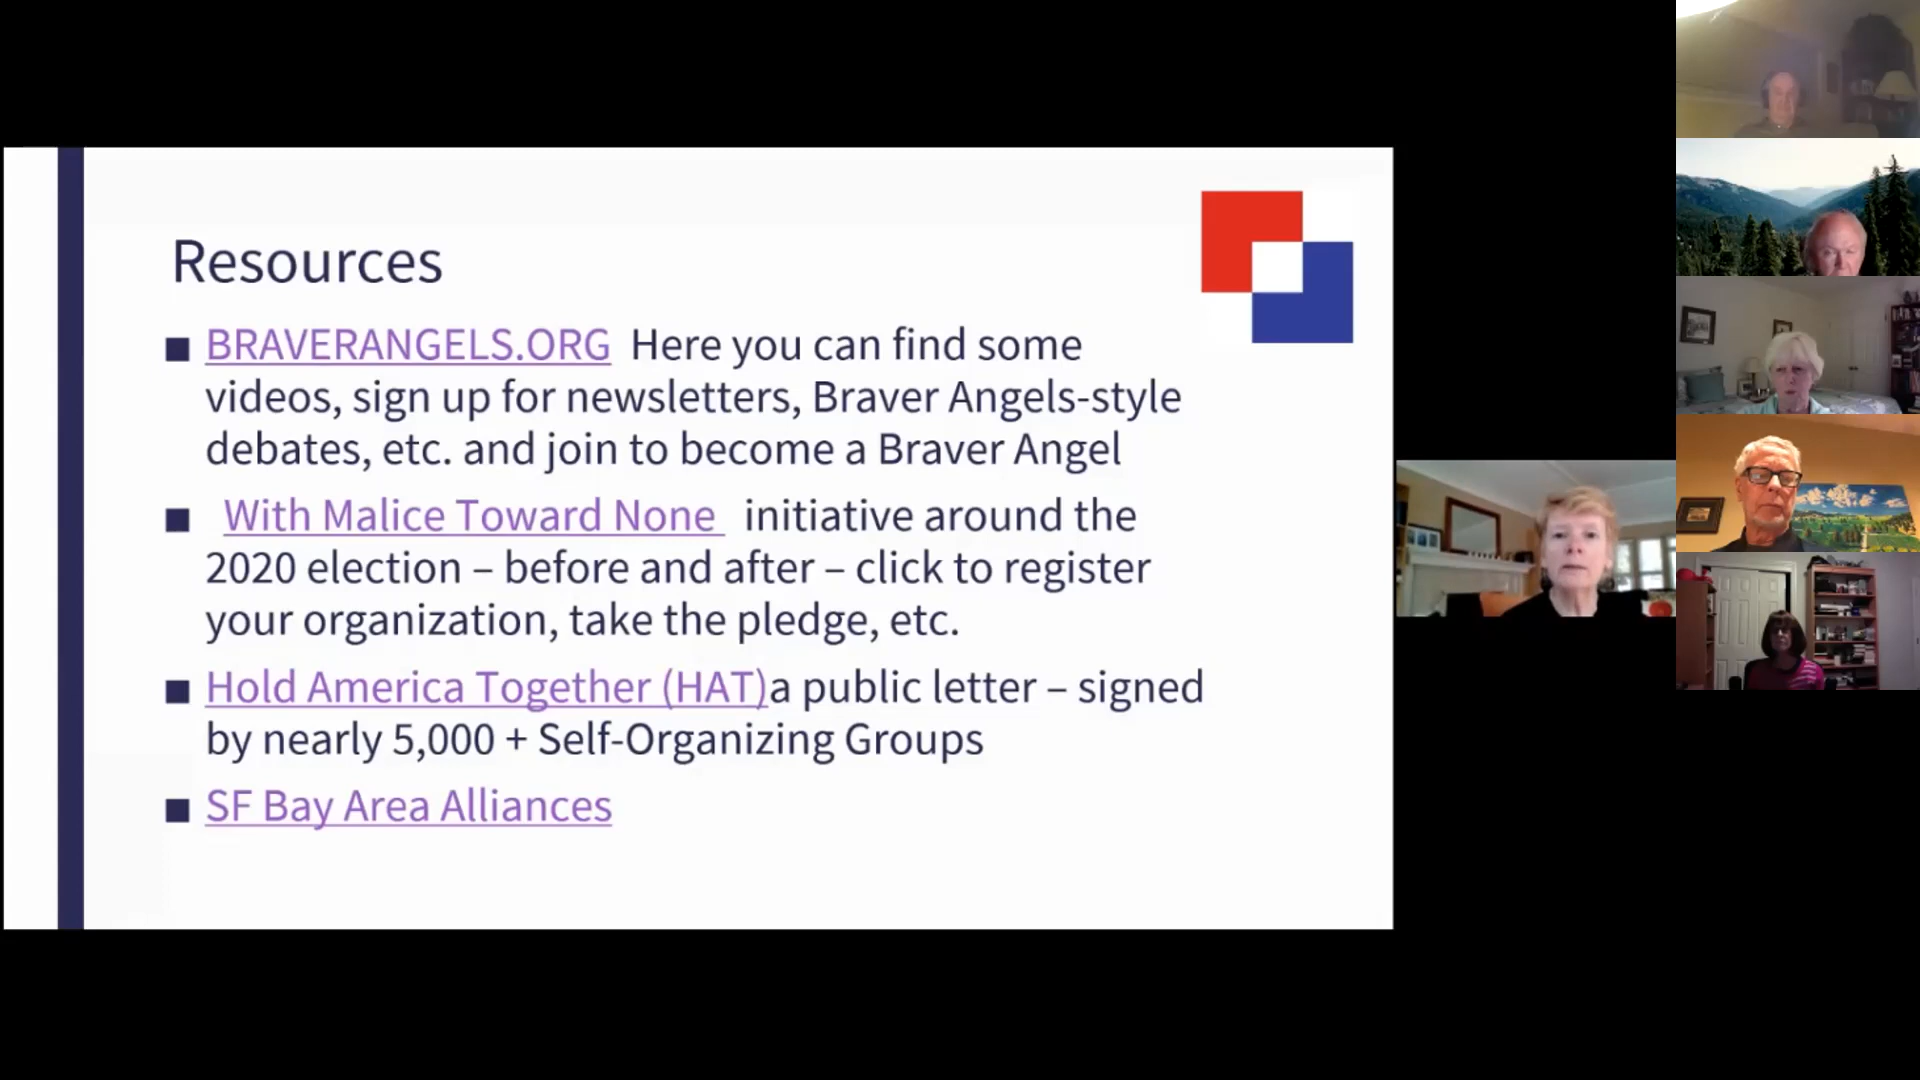 Resources
BRAVERANGELS.ORG Here you can find some
videos, sign up for newsletters, Braver Angels-style
debates, etc. and join to become a Braver Angel
With Malice Toward None initiative around the
2020 election – before and after – click to register
your organization, take the pledge, etc.
Hold America Together (HAT)a public letter – signed
by nearly 5,000 + Self-Organizing Groups
SF Bay Area Alliances